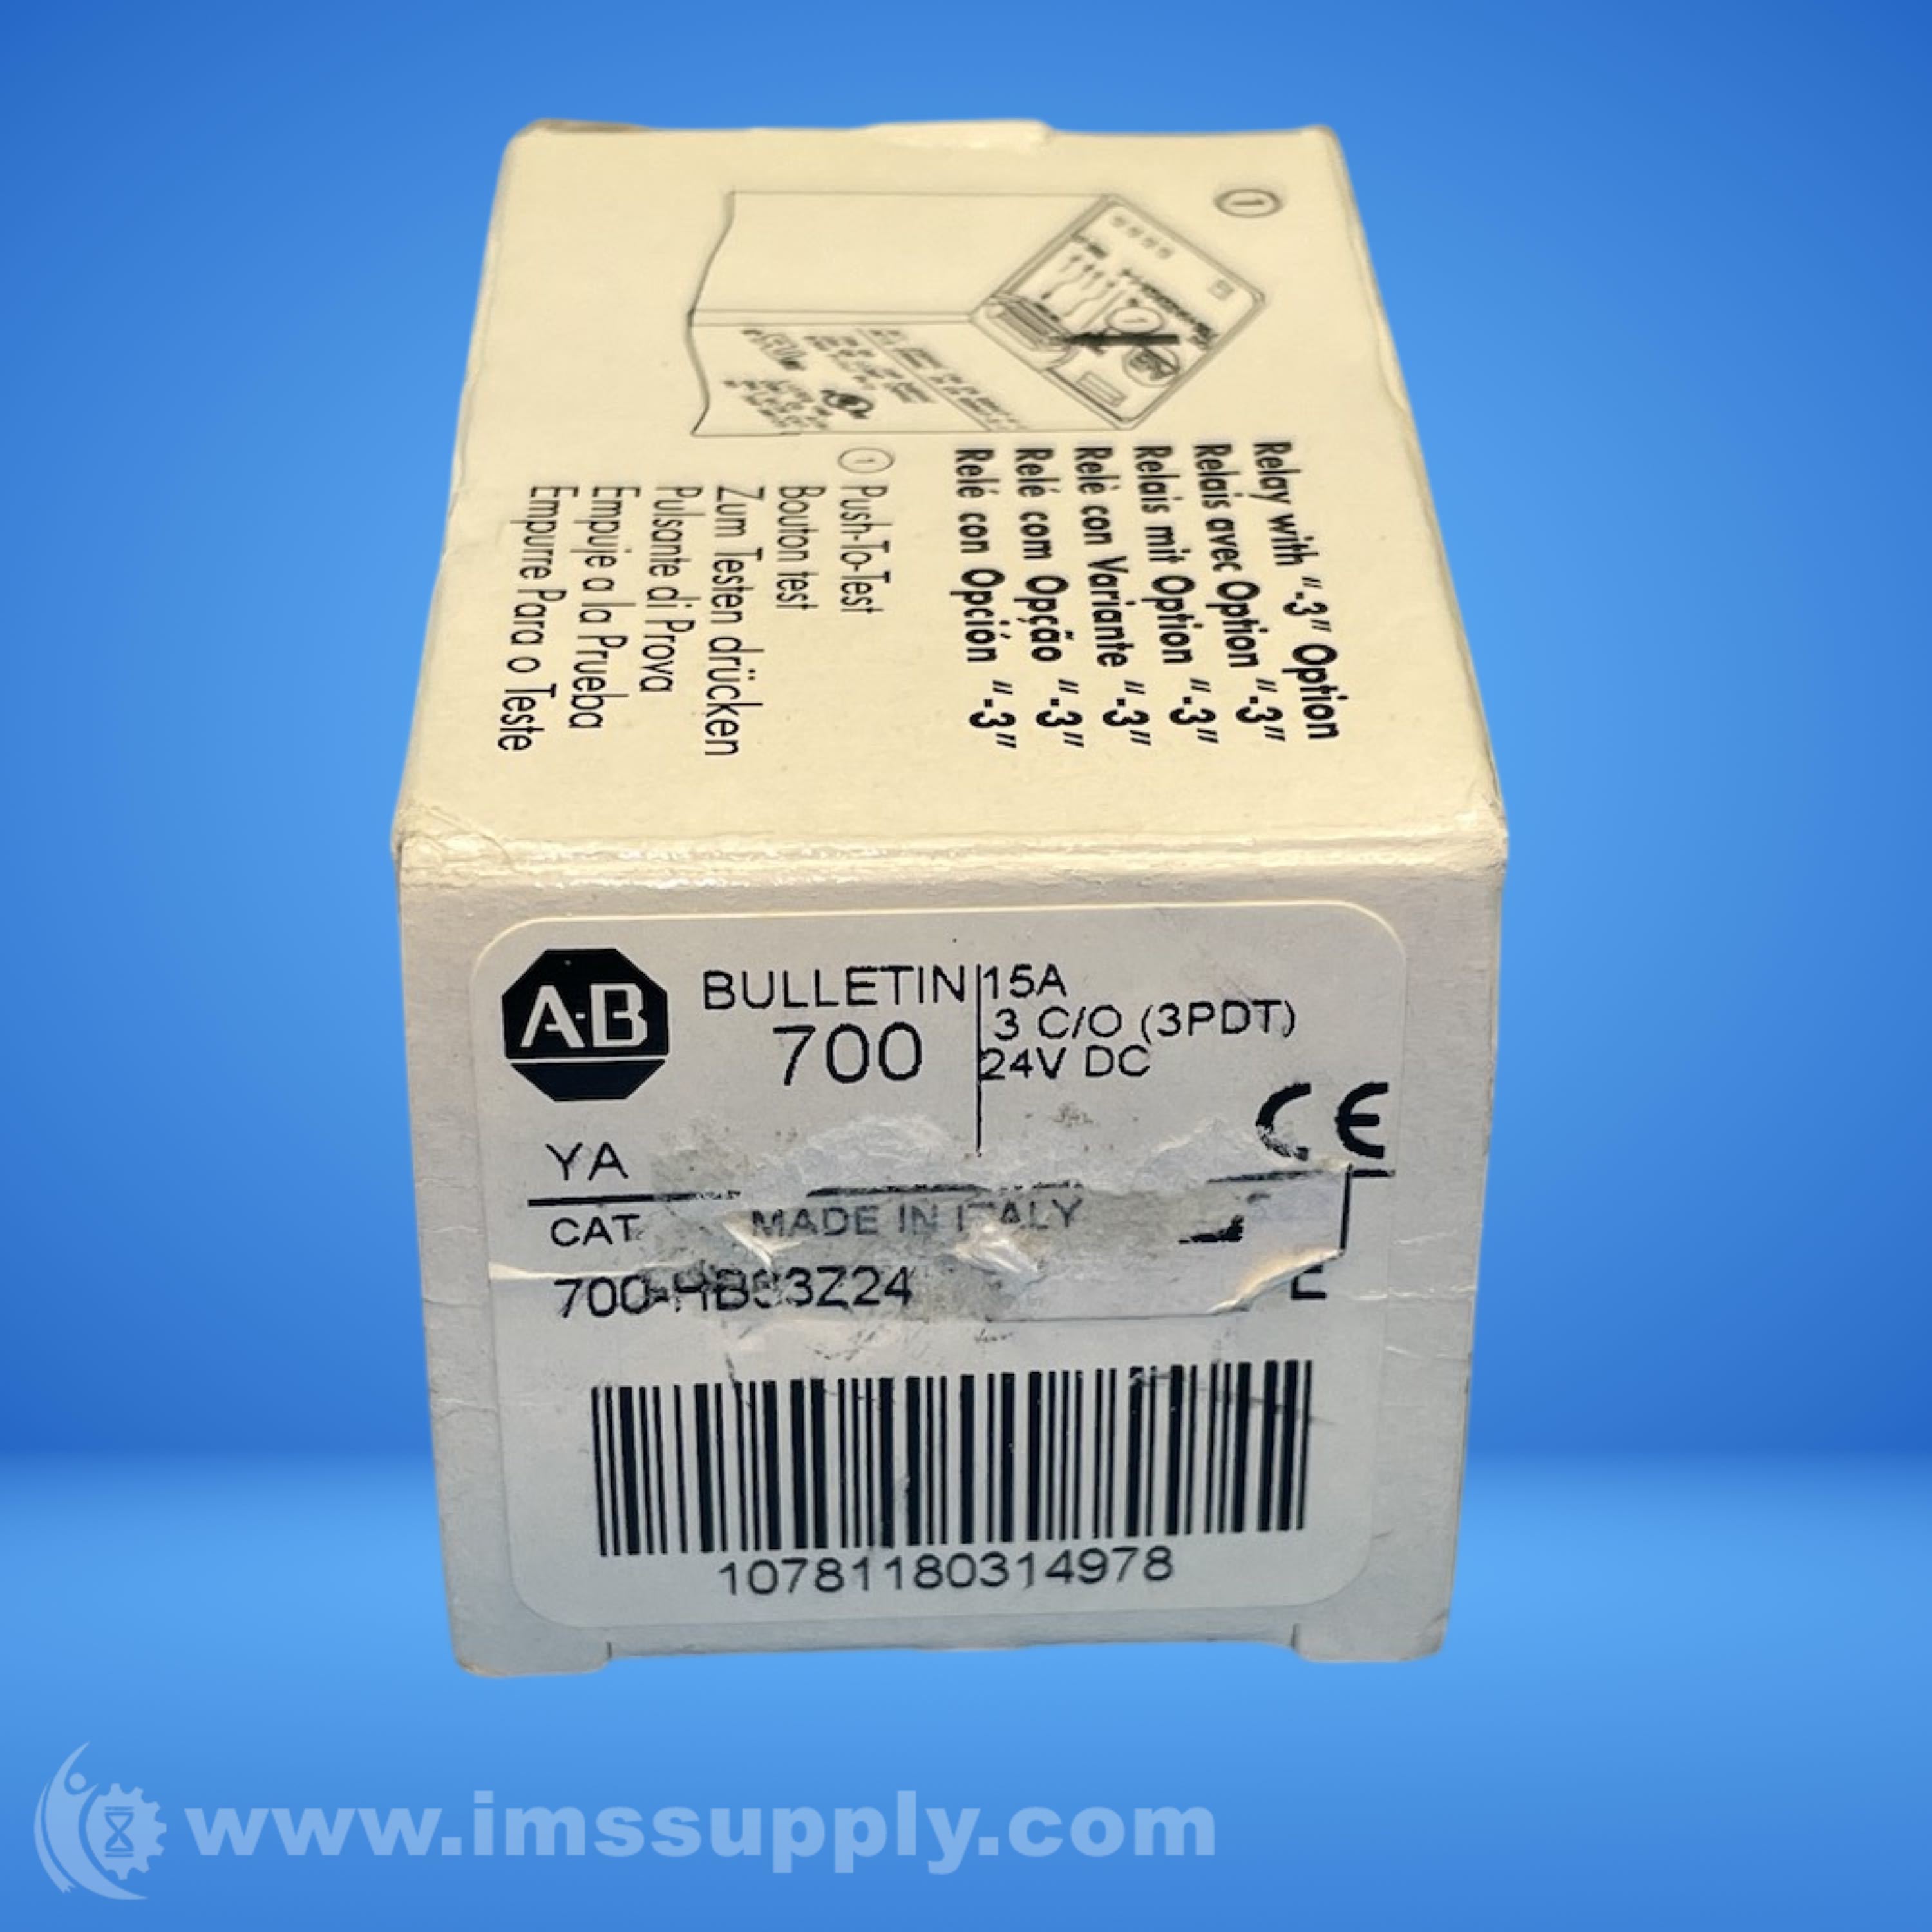 1
Relay with "-3" Option
Relais avec Option "-3"
Relais mit Option "-3"
Relè con Variante "-3"
Relé com Opção "-3"
Relé con Opción "-3"
1 Push-To-Test
Bouton test
Zum Testen drücken
Pulsante di Prova
Empuje a la Prueba
Empurre Para o Teste
A-B
BULLETIN
700
15A
3 C/O (3PDT)
24V DC
CE
YA
CAT
MADE IN ITALY
E
10781180314978
www.imssupply.com